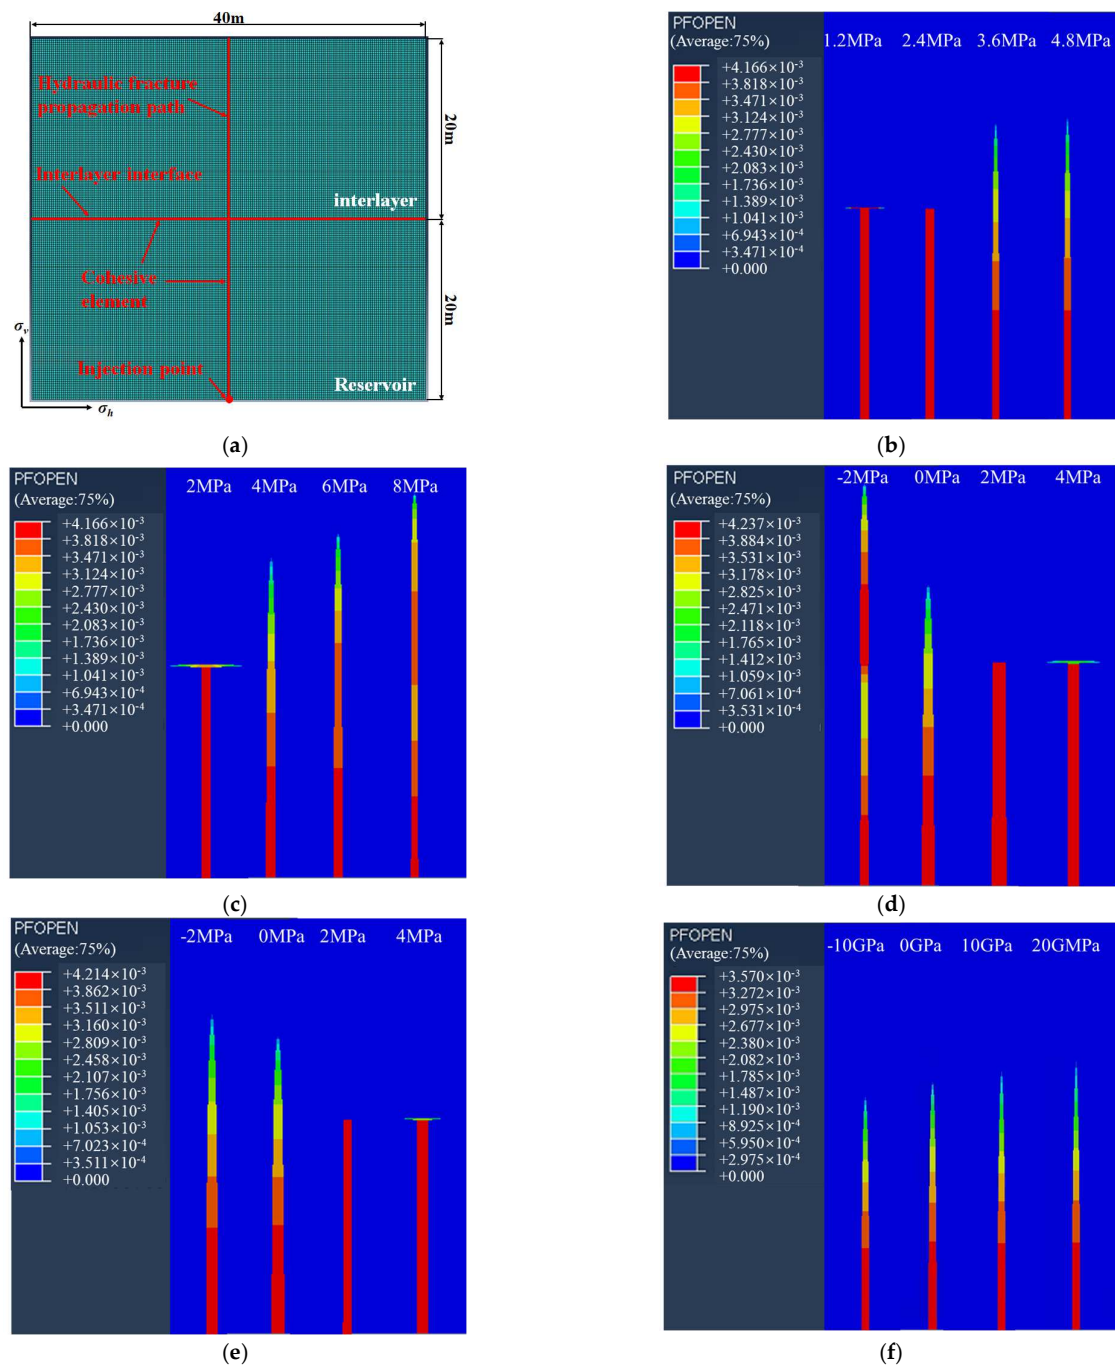 40m
Hydraulic fracture
propagation path
20m
Interlayer interface
interlayer
Cohesive
element
20m
σv
Injection point
Reservoir
σh
(a)
PFOPEN
(Average:75%)
1.2MPa 2.4MPa 3.6MPa 4.8MPa
+4.166×10-3
+3.818×10-3
+3.471×10-3
+3.124×10-3
+2.777×10-3
+2.430×10-3
+2.083×10-3
+1.736×10-3
+1.389×10-3
+1.041×10-3
+6.943×10-4
+3.471×10-4
+0.000
(b)
PFOPEN
(Average:75%)
2MPa 4MPa 6MPa 8MPa
+4.166×10-3
+3.818×10-3
+3.471×10-3
+3.124×10-3
+2.777×10-3
+2.430×10-3
+2.083×10-3
+1.736×10-3
+1.389×10-3
+1.041×10-3
+6.943×10-4
+3.471×10-4
+0.000
(c)
PFOPEN
(Average:75%)
-2MPa 0MPa 2MPa 4MPa
+4.237×10-3
+3.884×10-3
+3.531×10-3
+3.178×10-3
+2.825×10-3
+2.471×10-3
+2.118×10-3
+1.765×10-3
+1.412×10-3
+1.059×10-3
+7.061×10-4
+3.531×10-4
+0.000
(d)
PFOPEN
(Average:75%)
-2MPa 0MPa 2MPa 4MPa
+4.214×10-3
+3.862×10-3
+3.511×10-3
+3.160×10-3
+2.809×10-3
+2.458×10-3
+2.107×10-3
+1.756×10-3
+1.405×10-3
+1.053×10-3
+7.023×10-4
+3.511×10-4
+0.000
(e)
PFOPEN
(Average:75%)
-10GPa 0GPa 10GPa 20GMPa
+3.570×10-3
+3.272×10-3
+2.975×10-3
+2.677×10-3
+2.380×10-3
+2.082×10-3
+1.785×10-3
+1.487×10-3
+1.190×10-3
+8.925×10-4
+5.950×10-4
+2.975×10-4
+0.000
(f)